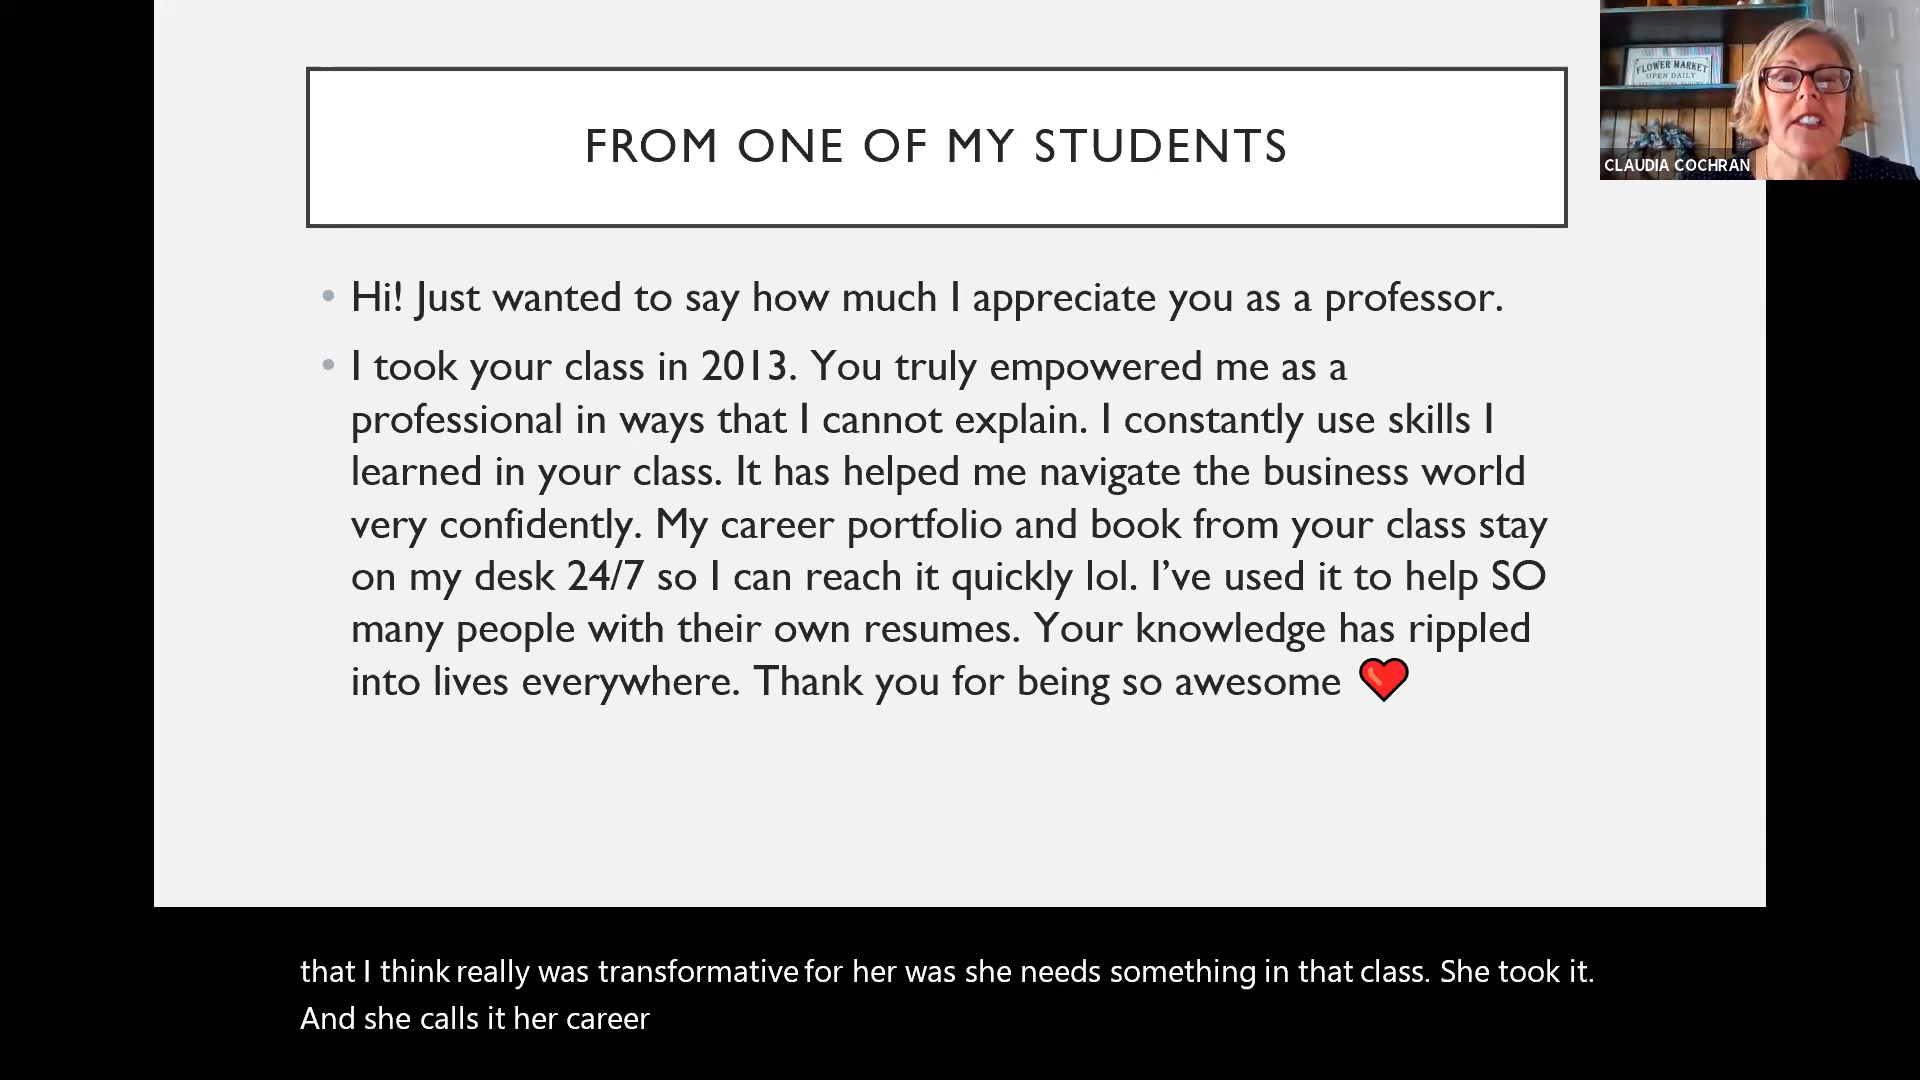 FROM ONE OF MY STUDENTS
FLOWER MARKET
OPEN DAILY
CLAUDIA COCHRAN
• Hi! Just wanted to say how much I appreciate you as a professor.
• I took your class in 2013. You truly empowered me as a
professional in ways that I cannot explain. I constantly use skills I
learned in your class. It has helped me navigate the business world
very confidently. My career portfolio and book from your class stay
on my desk 24/7 so I can reach it quickly lol. I’ve used it to help SO
many people with their own resumes. Your knowledge has rippled
into lives everywhere. Thank you for being so awesome ❤️
that I think really was transformative for her was she needs something in that class. She took it.
And she calls it her career